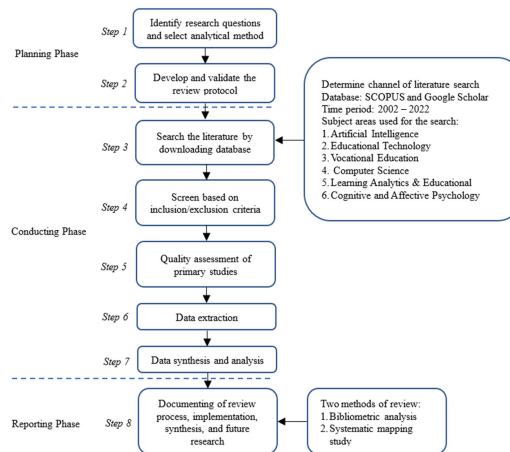 Planning Phase
Step 1
Identify research questions
and select analytical method
Step 2
Develop and validate the
review protocol
Conducting Phase
Step 3
Search the literature by
downloading database
Determine channel of literature search
Database: SCOPUS and Google Scholar
Time period: 2002 – 2022
Subject areas used for the search:
1. Artificial Intelligence
2. Educational Technology
3. Vocational Education
4. Computer Science
5. Learning Analytics & Educational
6. Cognitive and Affective Psychology
Step 4
Screen based on
inclusion/exclusion criteria
Step 5
Quality assessment of
primary studies
Step 6
Data extraction
Step 7
Data synthesis and analysis
Reporting Phase
Step 8
Documenting of review
process, implementation,
synthesis, and future
research
Two methods of review:
1. Bibliometric analysis
2. Systematic mapping
study